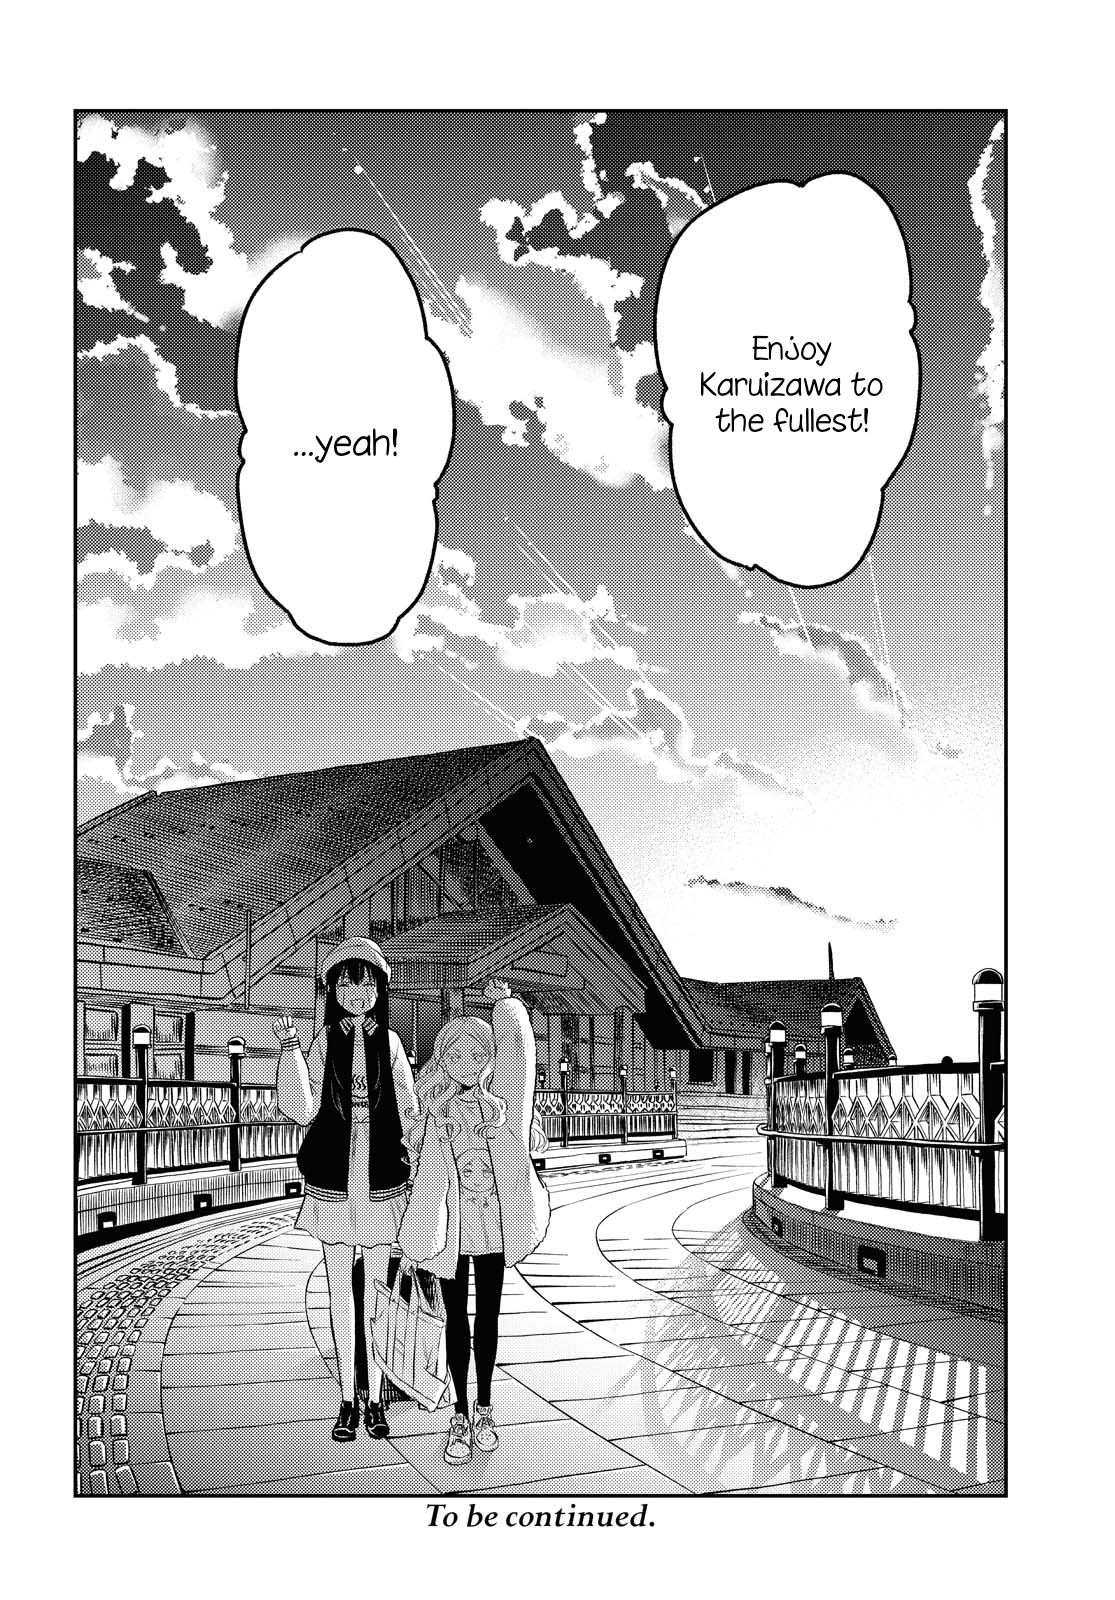 Enjoy
Karuizawa to
the fullest!
...yeah!
To be continued.